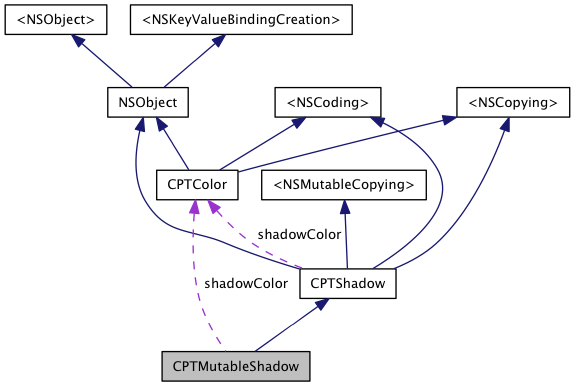 <NSObject>
<NSKeyValueBindingCreation>
NSObject
<NSCoding>
<NSCopying>
CPTColor
<NSMutableCopying>
shadowColor
shadowColor
CPTShadow
CPTMutableShadow